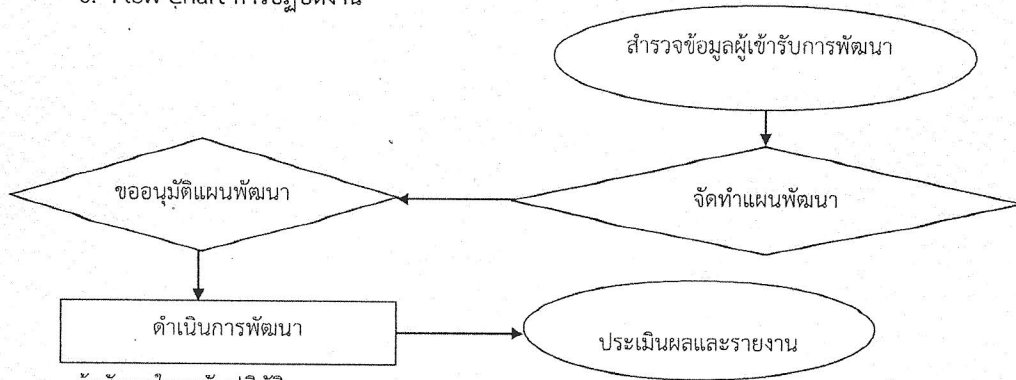 Flow Chart การปฏิบัติงาน
สำรวจข้อมูลผู้เข้ารับการพัฒนา
จัดทำแผนพัฒนา
ขออนุมัติแผนพัฒนา
ดำเนินการพัฒนา
ประเมินผลและรายงาน